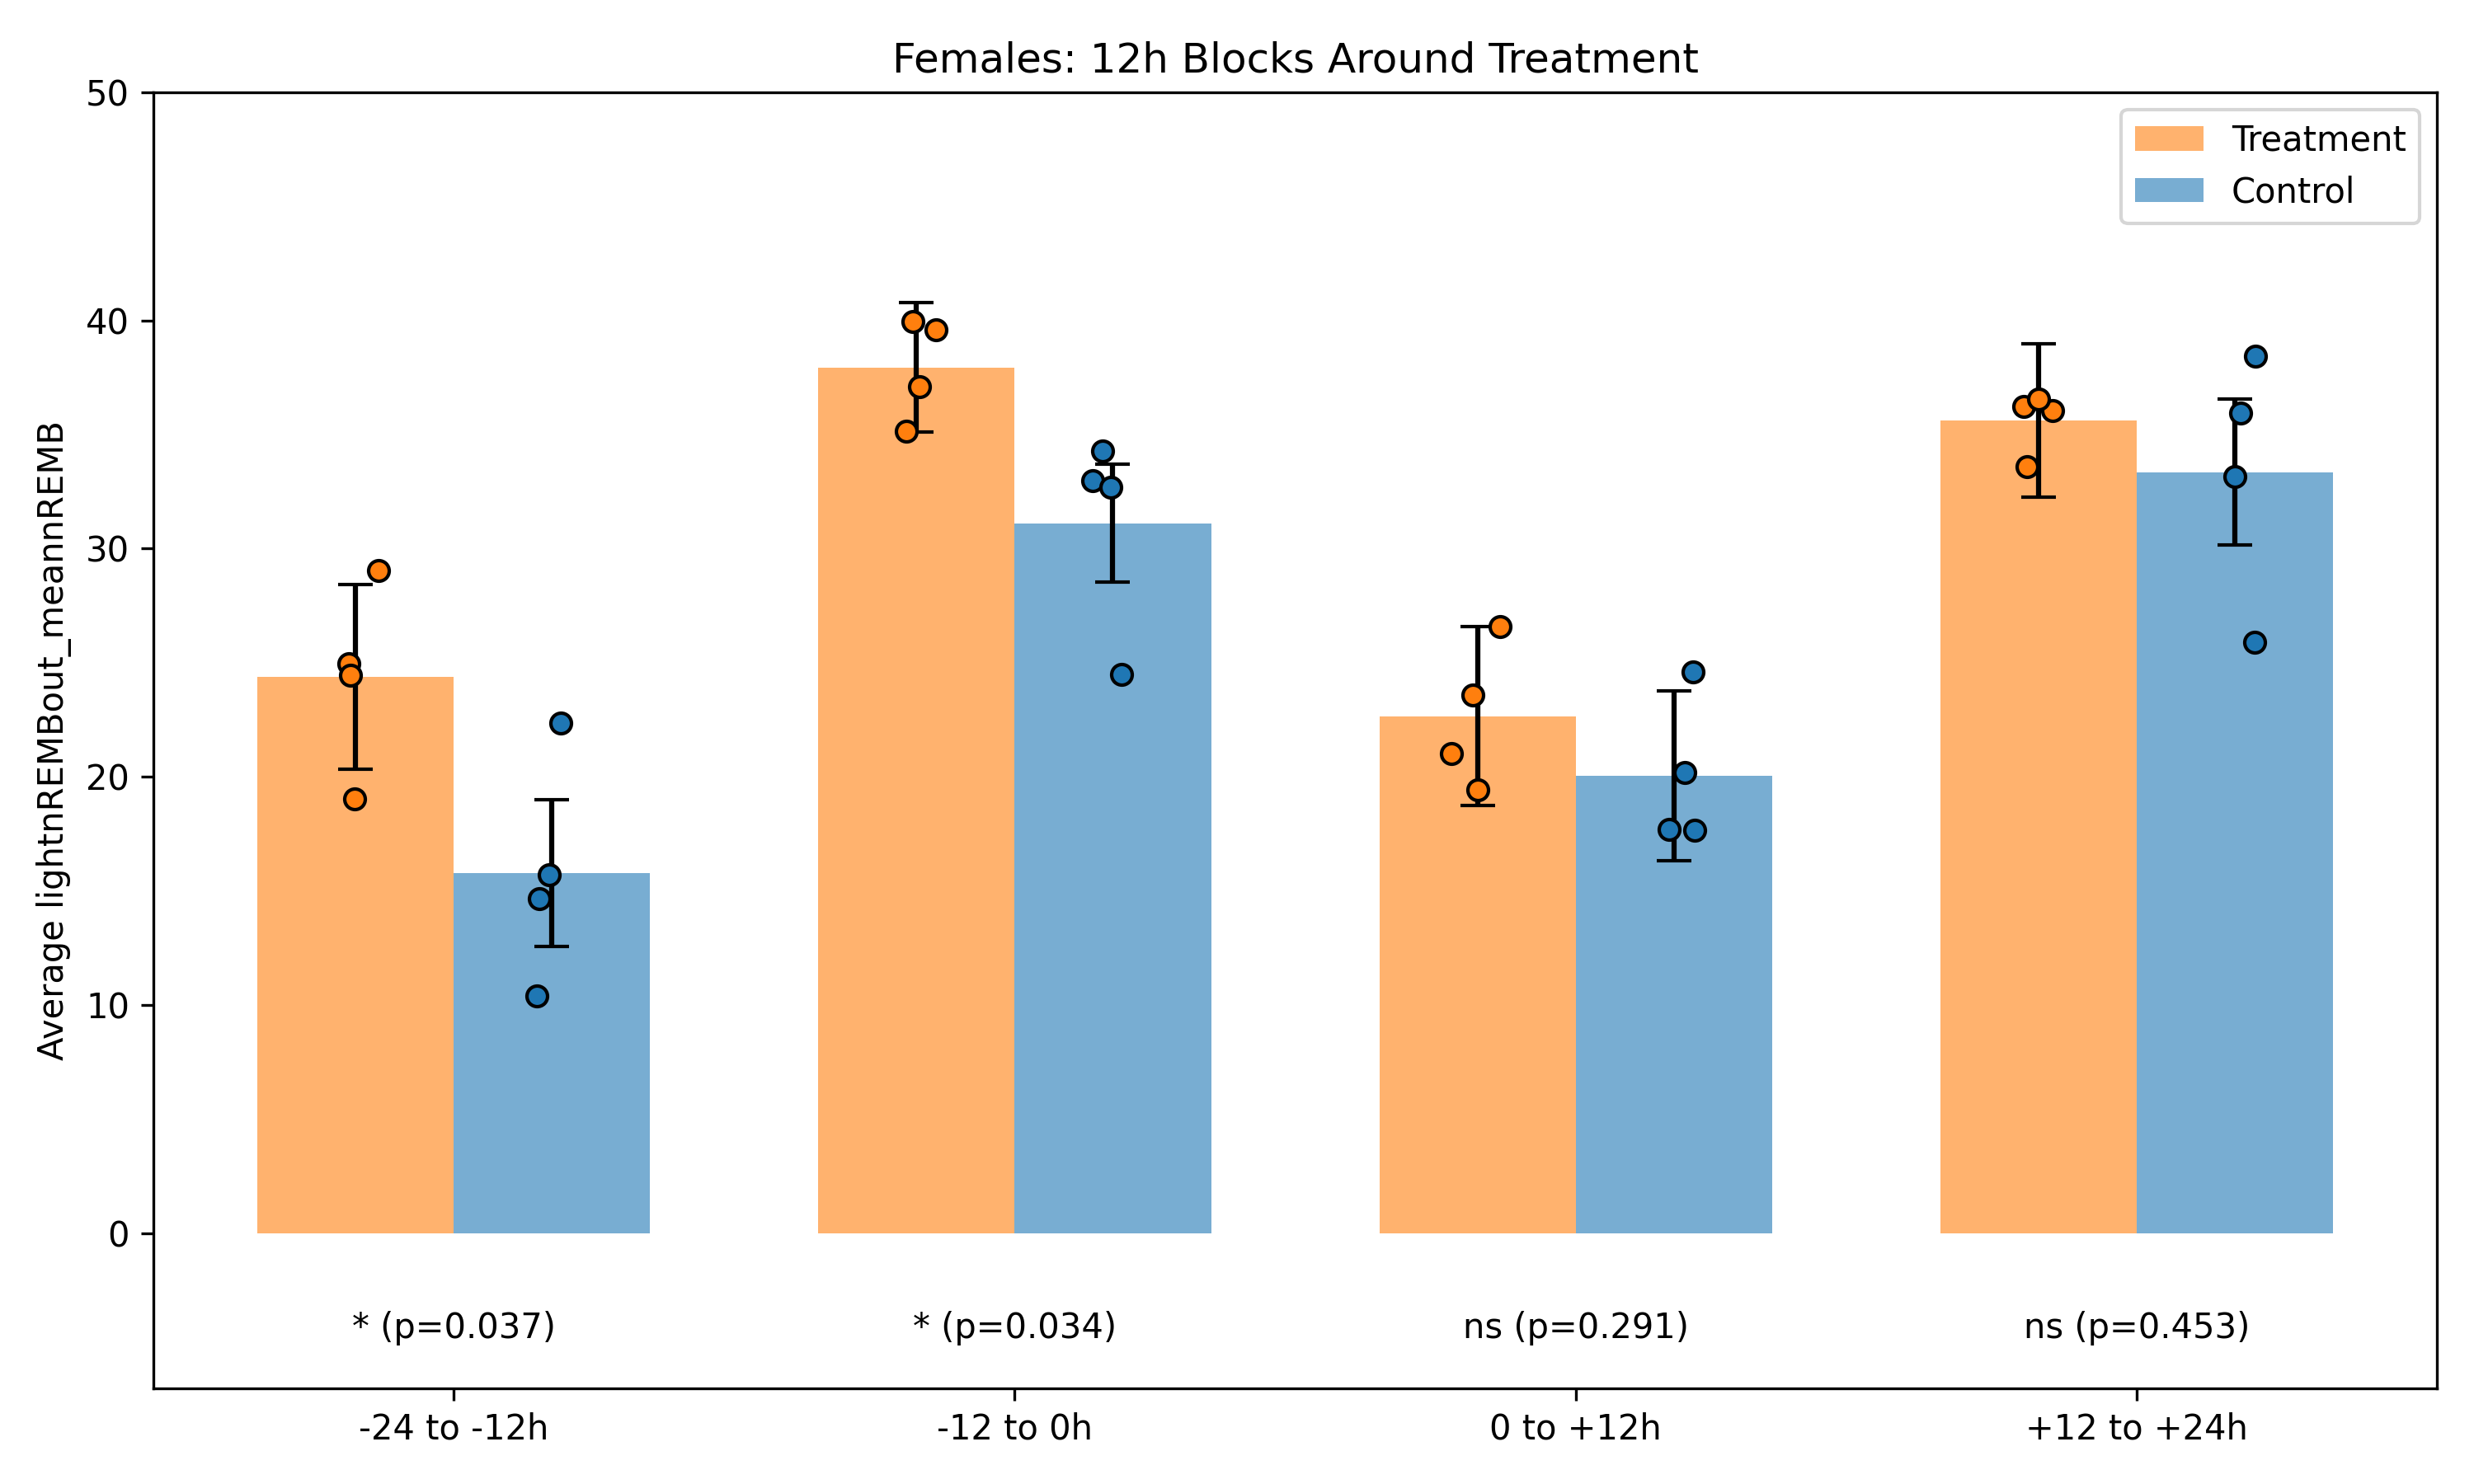 Females: 12h Blocks Around Treatment
Average lightnREMBout_meannREMB
50
40
30
20
10
0
Treatment
Control
* (p=0.037)
* (p=0.034)
ns (p=0.291)
ns (p=0.453)
-24 to -12h
-12 to 0h
0 to +12h
+12 to +24h